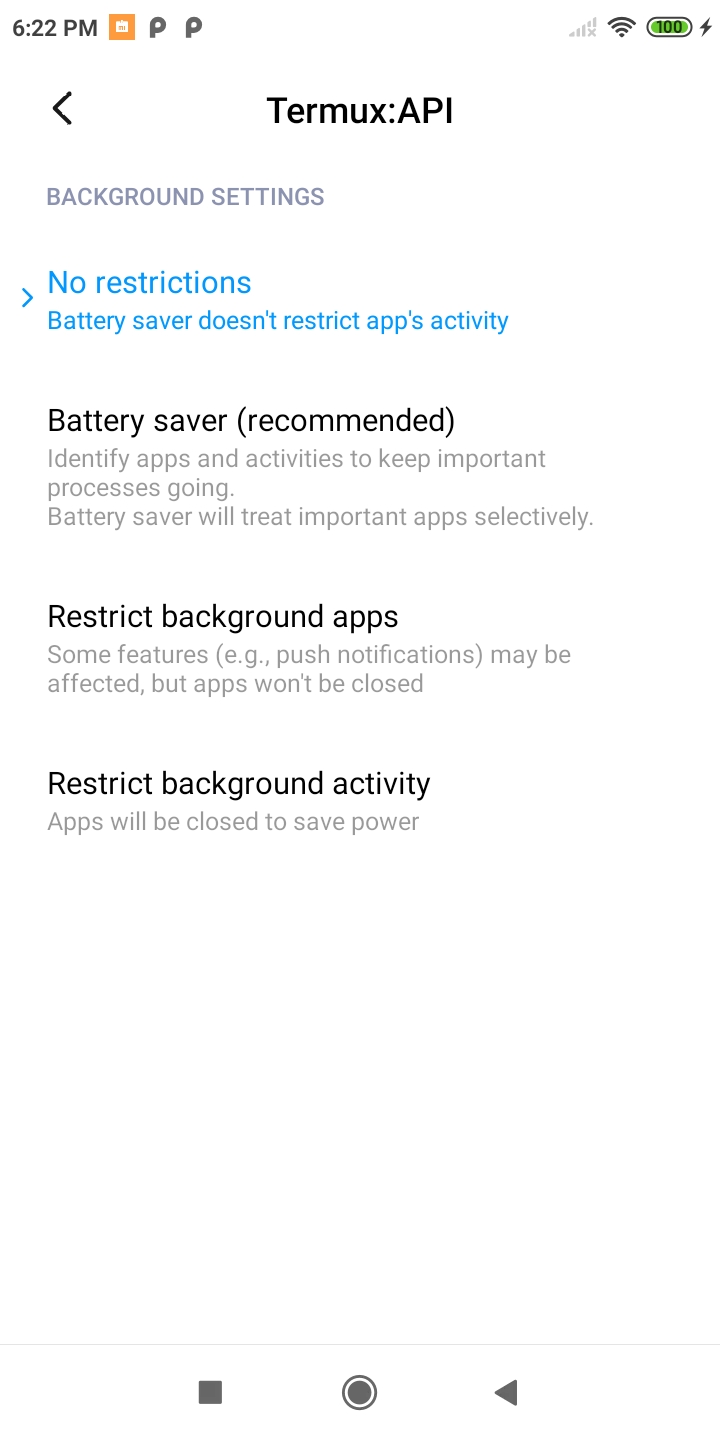 6:22 PM
100
Termux:API
BACKGROUND SETTINGS
No restrictions
Battery saver doesn't restrict app's activity
Battery saver (recommended)
Identify apps and activities to keep important
processes going.
Battery saver will treat important apps selectively.
Restrict background apps
Some features (e.g., push notifications) may be
affected, but apps won't be closed
Restrict background activity
Apps will be closed to save power